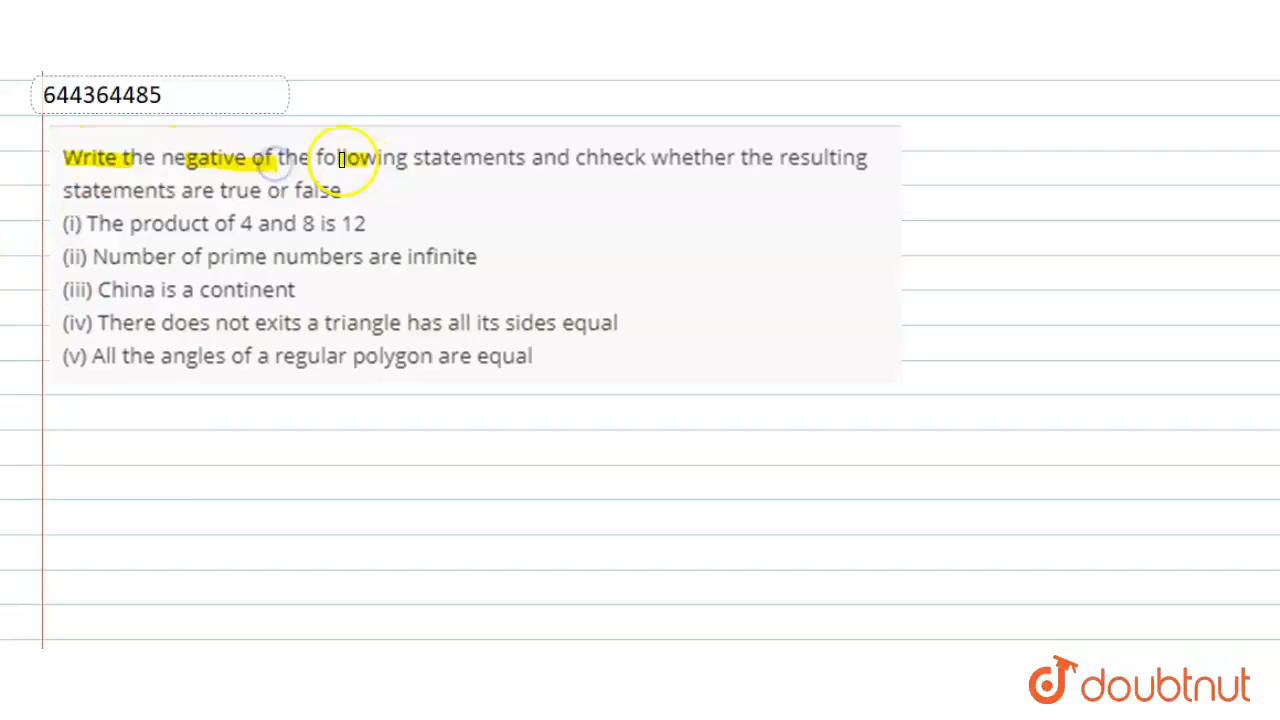 644364485
Write the negative of the following statements and chheck whether the resulting
statements are true or false
(i) The product of 4 and 8 is 12
(ii) Number of prime numbers are infinite
(iii) China is a continent
(iv) There does not exits a triangle has all its sides equal
(v) All the angles of a regular polygon are equal
doubtnut